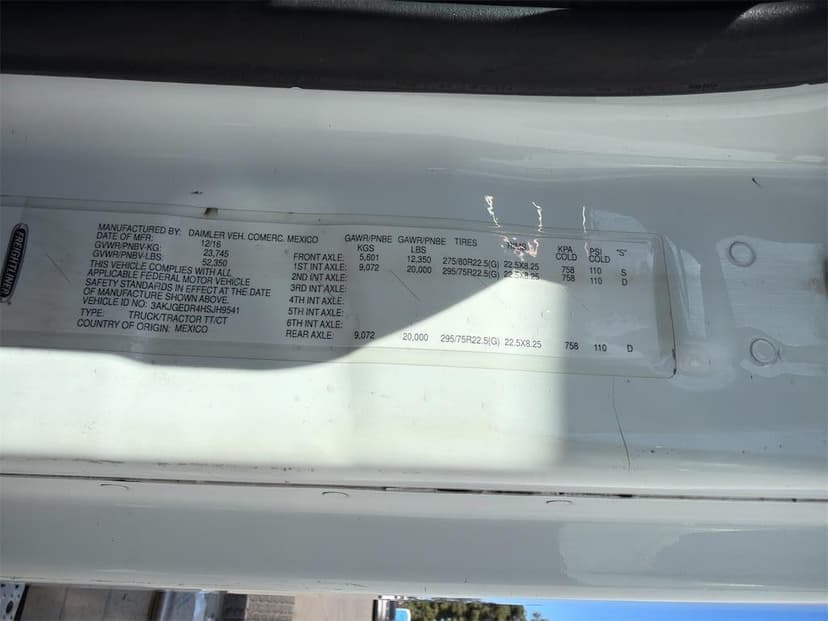 FREIGHTLINER
MANUFACTURED BY: DAIMLER VEH. COMERC. MEXICO
DATE OF MFR: 12/16
GVWR/PNBV-KG: 23,745
GVWR/PNBV-LBS: 52,350
THIS VEHICLE COMPLIES WITH ALL
APPLICABLE FEDERAL MOTOR VEHICLE
SAFETY STANDARDS IN EFFECT AT THE DATE
OF MANUFACTURE SHOWN ABOVE.
VEHICLE ID NO: 3AKJGEDR4HSJH9541
TYPE: TRUCK/TRACTOR TT/CT
COUNTRY OF ORIGIN: MEXICO
GAWR/PNBE GAWR/PNBE TIRES RIMS KPA PSI "S"
KGS LBS COLD COLD
FRONT AXLE: 5,601 12,350 275/80R22.5(G) 22.5X8.25 758 110 S
1ST INT AXLE: 9,072 20,000 295/75R22.5(G) 22.5X8.25 758 110 D
2ND INT AXLE:
3RD INT AXLE:
4TH INT AXLE:
5TH INT AXLE:
6TH INT AXLE:
REAR AXLE: 9,072 20,000 295/75R22.5(G) 22.5X8.25 758 110 D